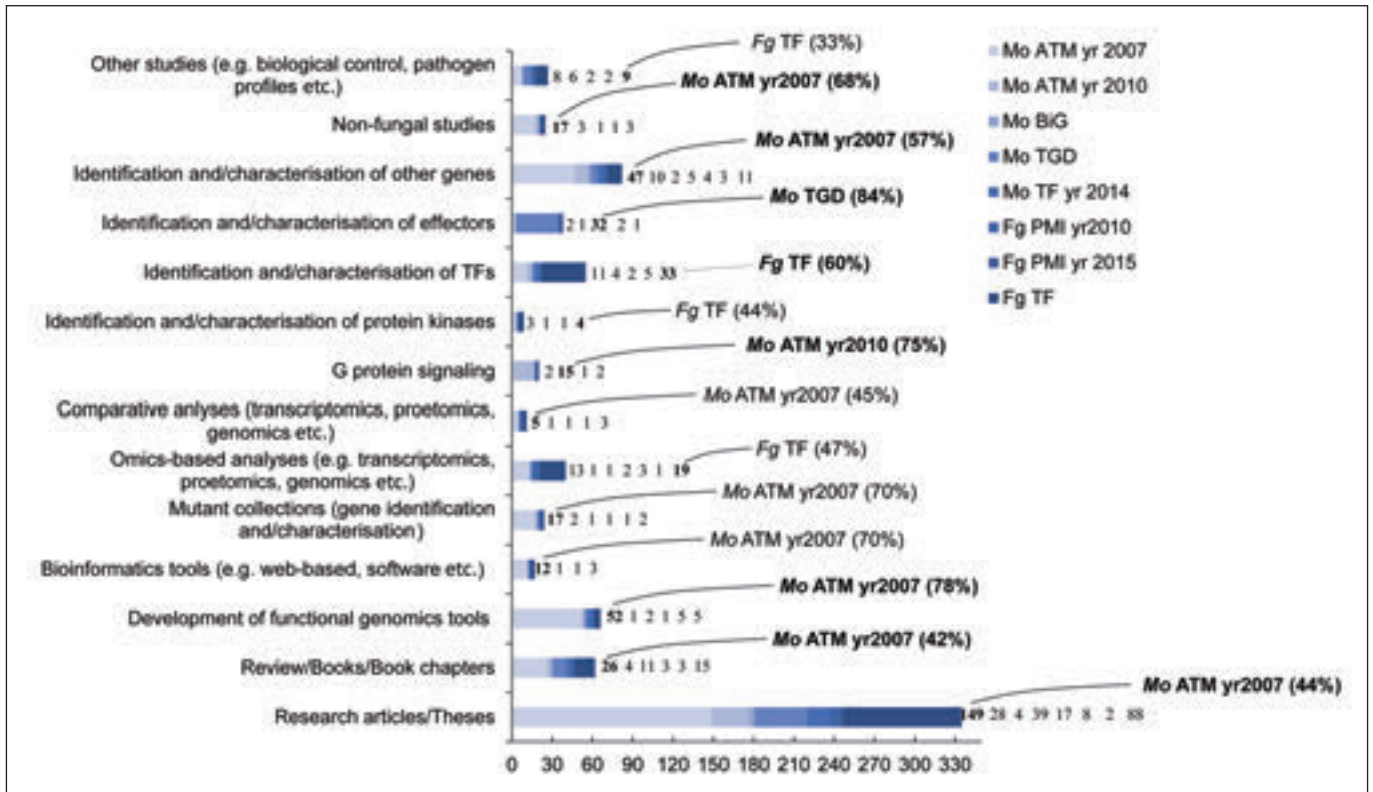 Fg TF (33%)
Other studies (e.g. biological control, pathogen
profiles etc.)
8 6 2 2 9
Mo ATM yr2007 (68%)
Non-fungal studies
17 3 1 1 3
Mo ATM yr2007 (57%)
Identification and/characterisation of other genes
47 10 2 5 4 3 11
Mo TGD (84%)
Identification and/characterisation of effectors
2 1 32 2 1
Identification and/characterisation of TFs
11 4 2 5 33
Fg TF (60%)
Identification and/characterisation of protein kinases
3 1 1 4
Fg TF (44%)
Mo ATM yr2010 (75%)
G protein signaling
2 15 1 2
Mo ATM yr2007 (45%)
Comparative anlyses (transcriptomics, proetomics,
genomics etc.)
5 1 1 1 3
Fg TF (47%)
Omics-based analyses (e.g. transcriptomics,
proetomics, genomics etc.)
13 1 1 2 3 1 19
Mo ATM yr2007 (70%)
Mutant collections (gene identification
and/characterisation)
17 2 1 1 1 2
Mo ATM yr2007 (70%)
Bioinformatics tools (e.g. web-based, software etc.)
12 1 1 3
Mo ATM yr2007 (78%)
Development of functional genomics tools
52 1 2 1 5 5
Mo ATM yr2007 (42%)
Review/Books/Book chapters
26 4 11 3 3 15
Mo ATM yr2007 (44%)
Research articles/Theses
149 28 4 39 17 8 2 88
0 30 60 90 120 150 180 210 240 270 300 330
Mo ATM yr 2007
Mo ATM yr 2010
Mo BiG
Mo TGD
Mo TF yr 2014
Fg PMI yr2010
Fg PMI yr 2015
Fg TF